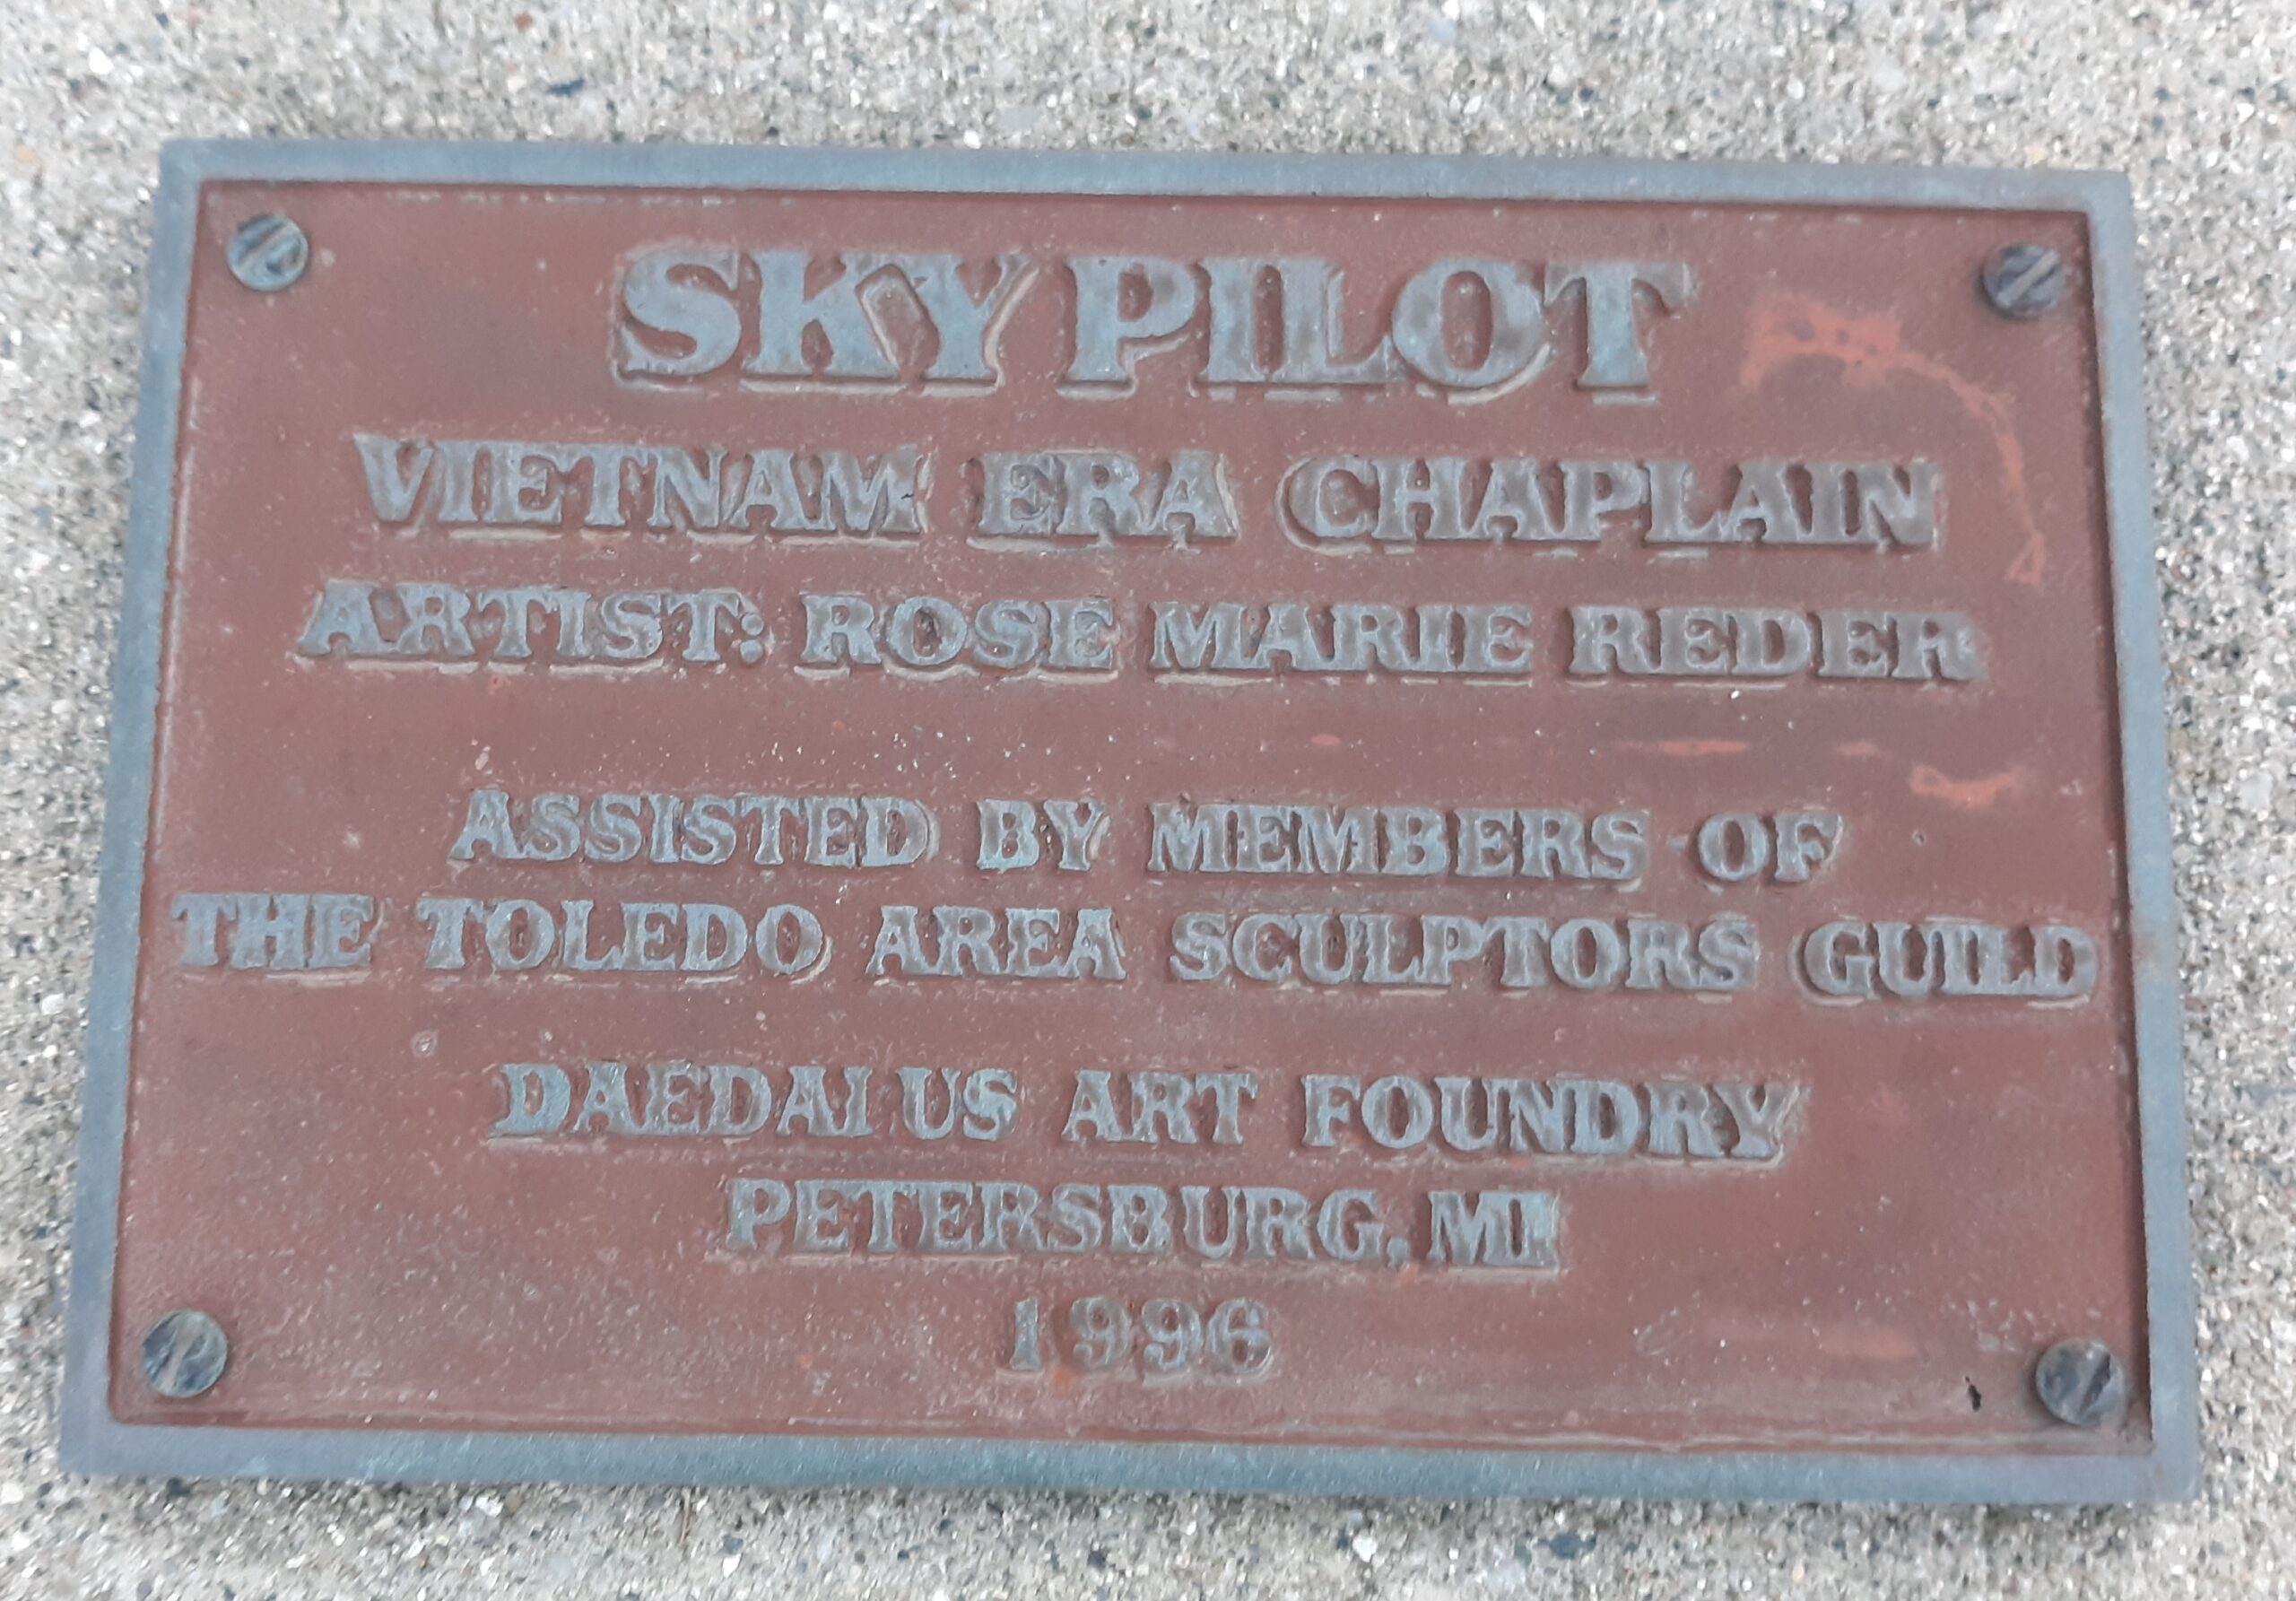 SKY PILOT
VIETNAM ERA CHAPLAIN
ARTIST: ROSE MARIE REDER
ASSISTED BY MEMBERS OF
THE TOLEDO AREA SCULPTORS GUILD
DAEDALUS ART FOUNDRY
PETERSBURG, MI
1996